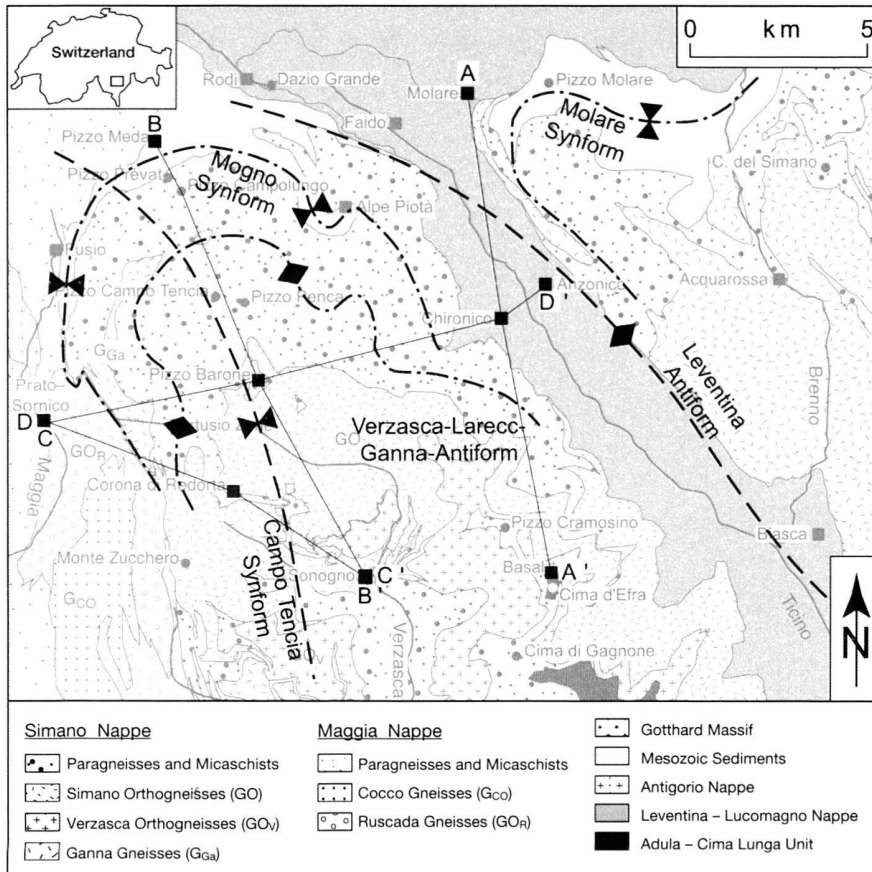 Switzerland
0 km 5
A
Rodi
Dazio Grande
Molare
Pizzo Molare
Faido
Molare
Synform
B
Pizzo Meda
C. del Simano
Mogno
Synform
Pizzo Prévat
Campolungo
Alpe Piota
Fusio
Acquarossa
Anzonico
D'
Campo Tencia
Pizzo Penca
Chironico
GGa
Leventina
Antiform
Brenno
Pizzo Barone
Prato
Sornico
D
C
Verzasca-Larecc-
Ganna-Antiform
GO
GOR
Maggia
Corona di Redorta
Pizzo Cramosino
Biasca
Campo Tencia
Synform
Monte Zucchero
Sonogno
C'
B'
Basal
A'
Cima d'Efra
GCO
Verzasca
Ticino
Cima di Gagnone
N
Simano Nappe
Paragneisses and Micaschists
Simano Orthogneisses (GO)
Verzasca Orthogneisses (GOV)
Ganna Gneisses (GGa)
Maggia Nappe
Paragneisses and Micaschists
Cocco Gneisses (GCO)
Ruscada Gneisses (GOR)
Gotthard Massif
Mesozoic Sediments
Antigorio Nappe
Leventina – Lucomagno Nappe
Adula – Cima Lunga Unit